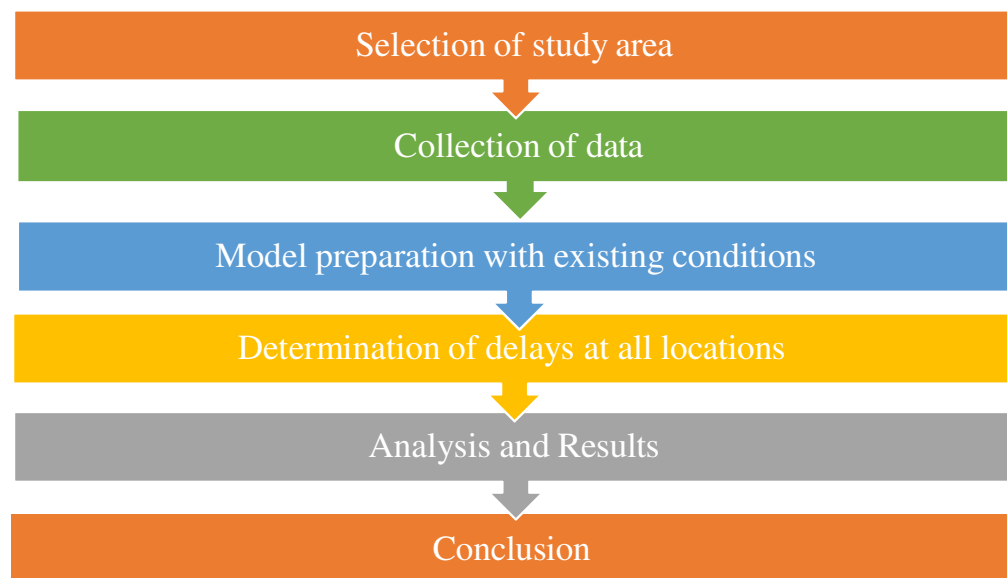 Selection of study area
Collection of data
Model preparation with existing conditions
Determination of delays at all locations
Analysis and Results
Conclusion